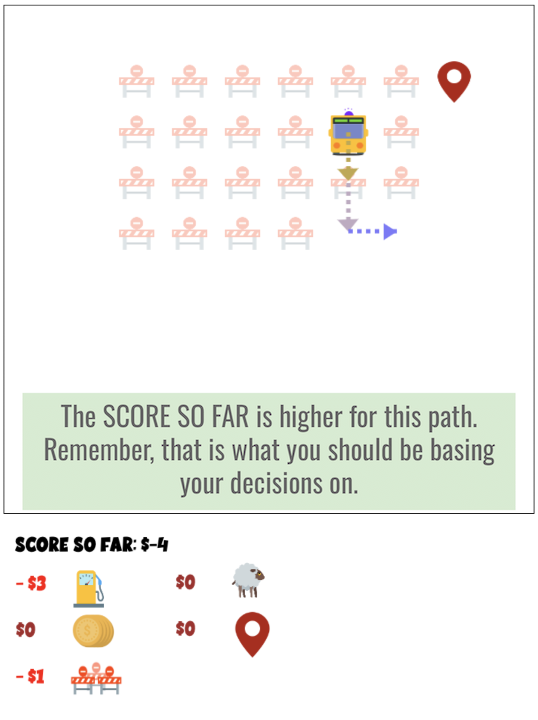 The SCORE SO FAR is higher for this path.
Remember, that is what you should be basing
your decisions on.
SCORE SO FAR: $-4
- $3
$0
$0
$0
- $1